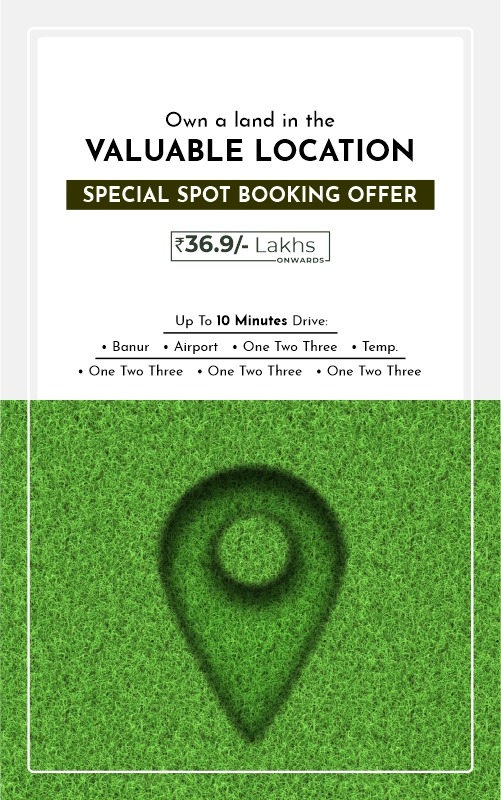 Own a land in the
VALUABLE LOCATION
SPECIAL SPOT BOOKING OFFER
₹36.9/- Lakhs
ONWARDS
Up To 10 Minutes Drive:
• Banur • Airport • One Two Three • Temp.
• One Two Three • One Two Three • One Two Three